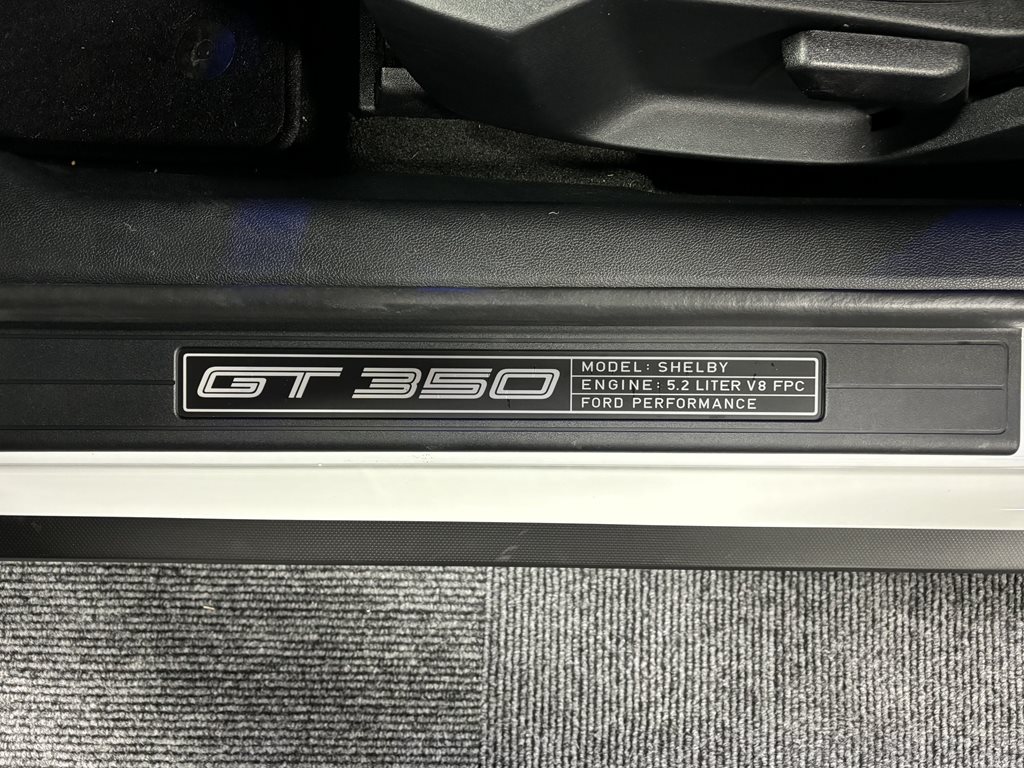 GT 350
MODEL: SHELBY
ENGINE: 5.2 LITER V8 FPC
FORD PERFORMANCE